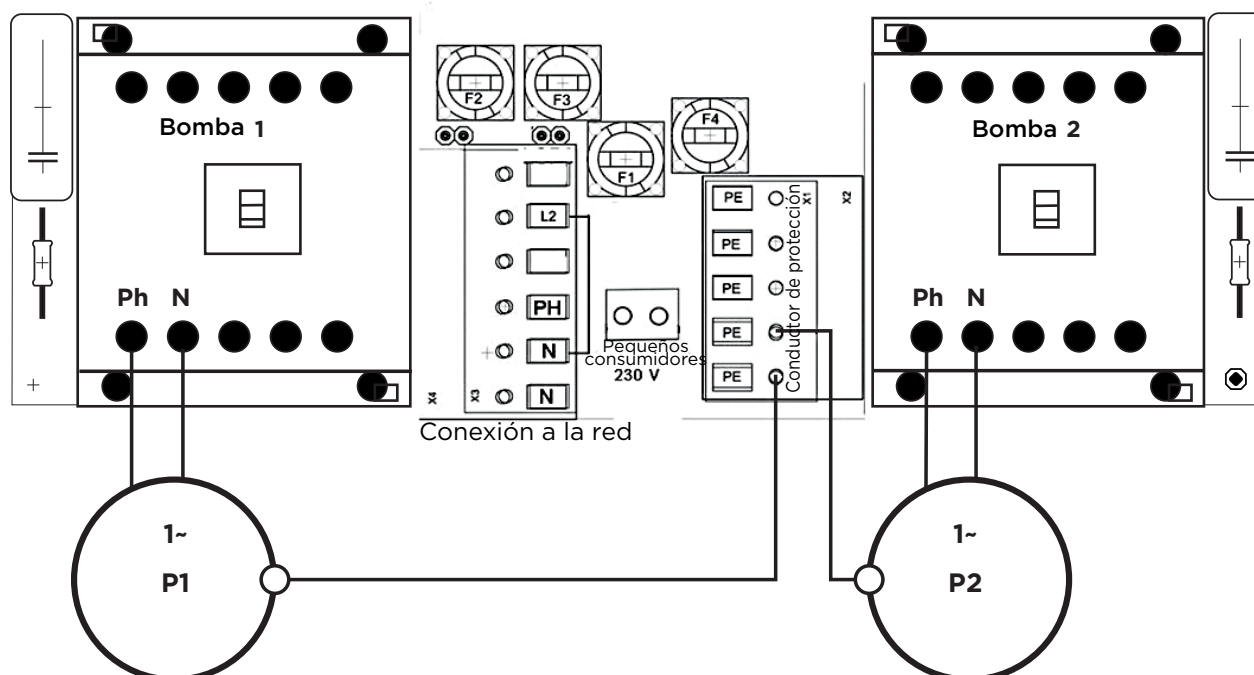 Bomba 1
Ph N
1~
P1
F2
F3
F1
F4
L2
PH
N
N
X4
X3
Conexión a la red
Pequeños
consumidores
230 V
PE
PE
PE
PE
PE
Conductor de protección
X1
X2
Bomba 2
Ph N
1~
P2